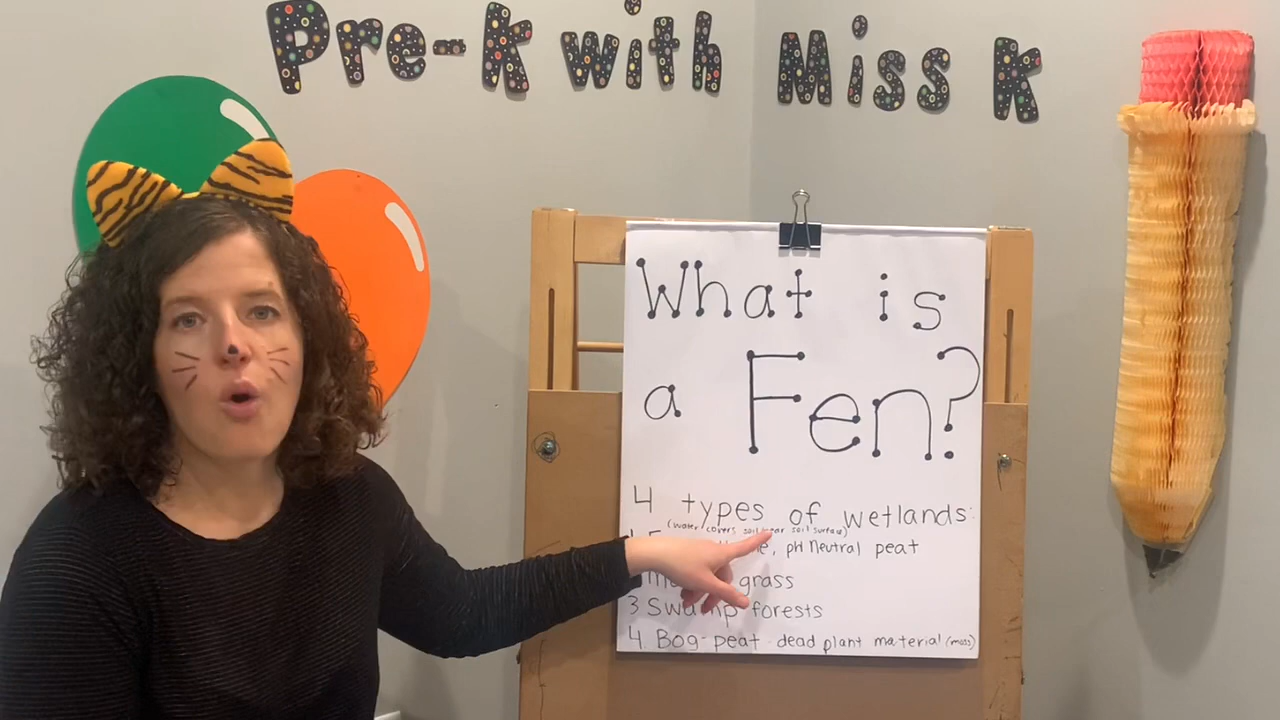 Pre-K with Miss K
What is
a Fen?
4 types of wetlands:
(water covers soil near soil surface)
pH Neutral peat
grass
3 Swamp forests
4. Bog-peat-dead plant material (moss)